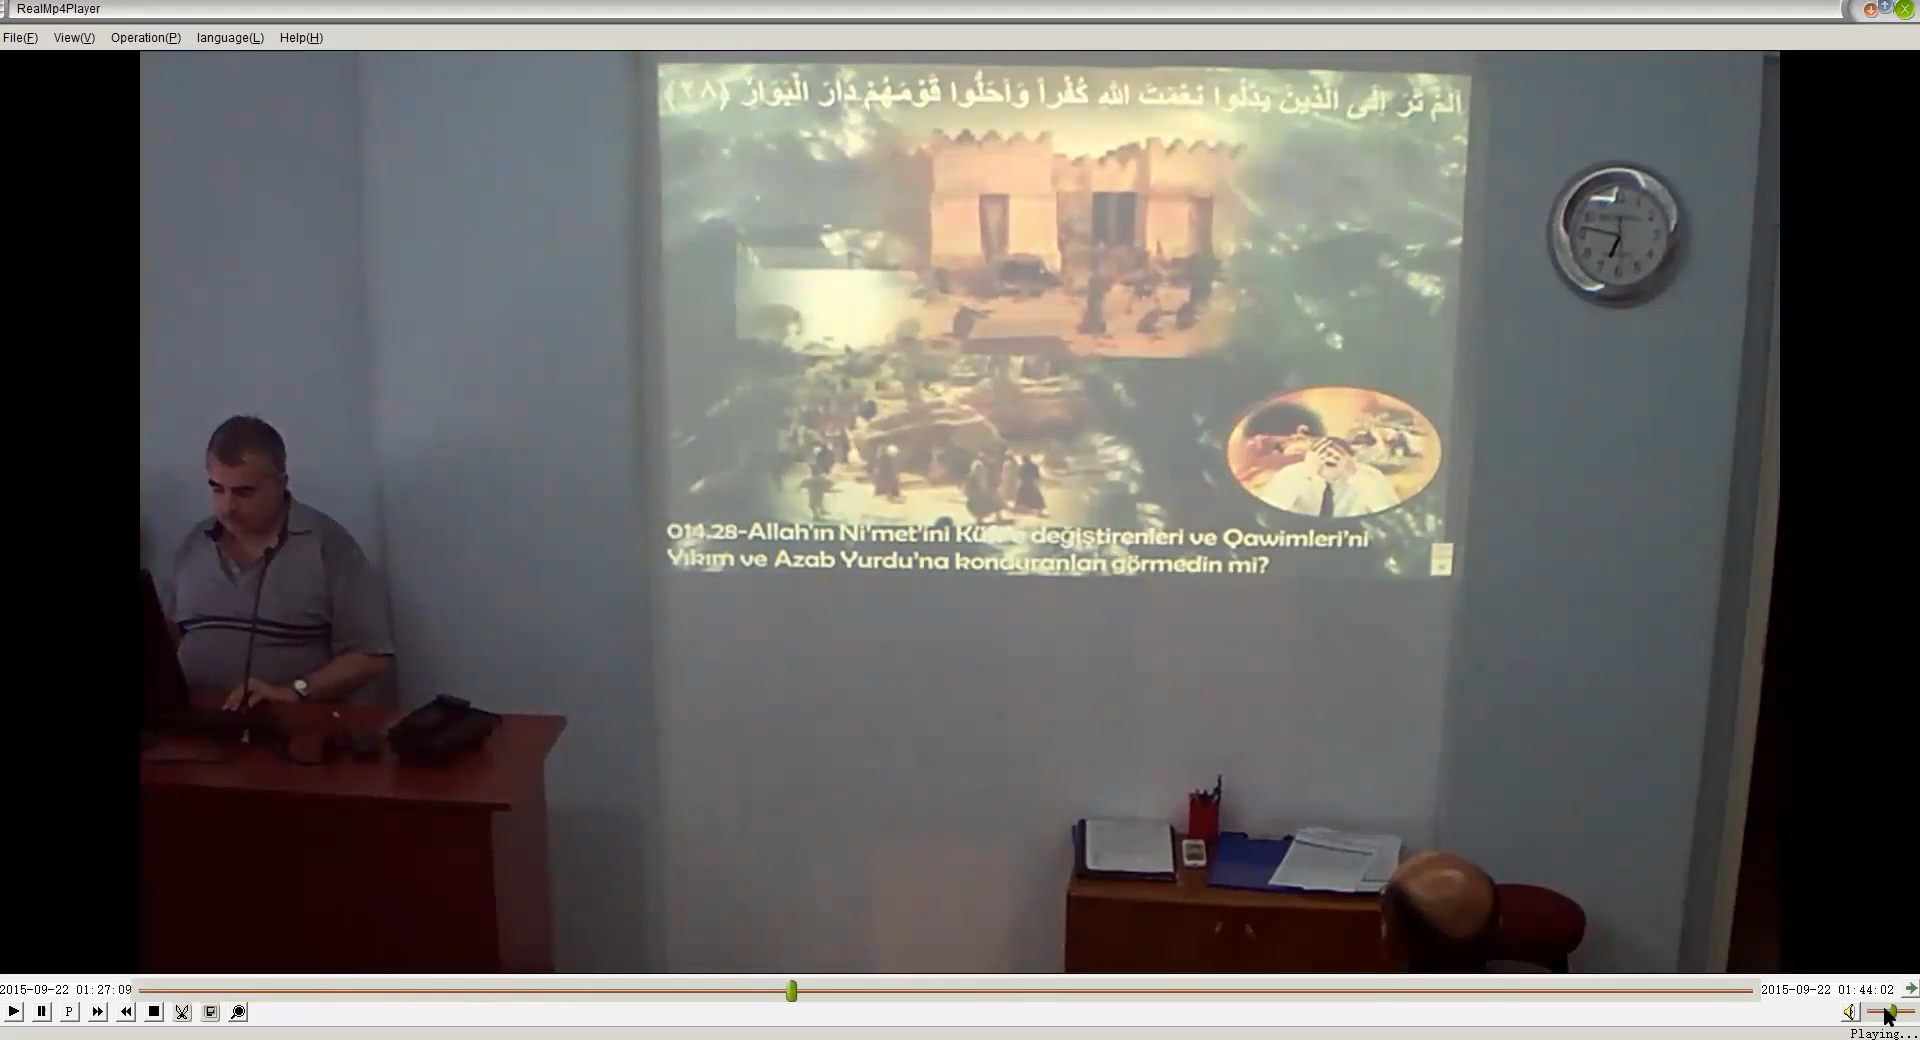 RealMp4Player
File(F) View(V) Operation(P) language(L) Help(H)
اَلَمْ تَرَ اِلَى الَّذِينَ بَدَّلُوا نِعْمَتَ اللّٰهِ كُفْراً وَاَحَلُّوا قَوْمَهُمْ دَارَ الْبَوَارِ ﴿٢٨﴾
014.28-Allah'ın Ni'met'ini değiştirenleri ve Qawimleri'ni
Yıkım ve Azab Yurdu'na konduranları görmedin mi?
2015-09-22 01:27:09
2015-09-22 01:44:02
P
Playing...